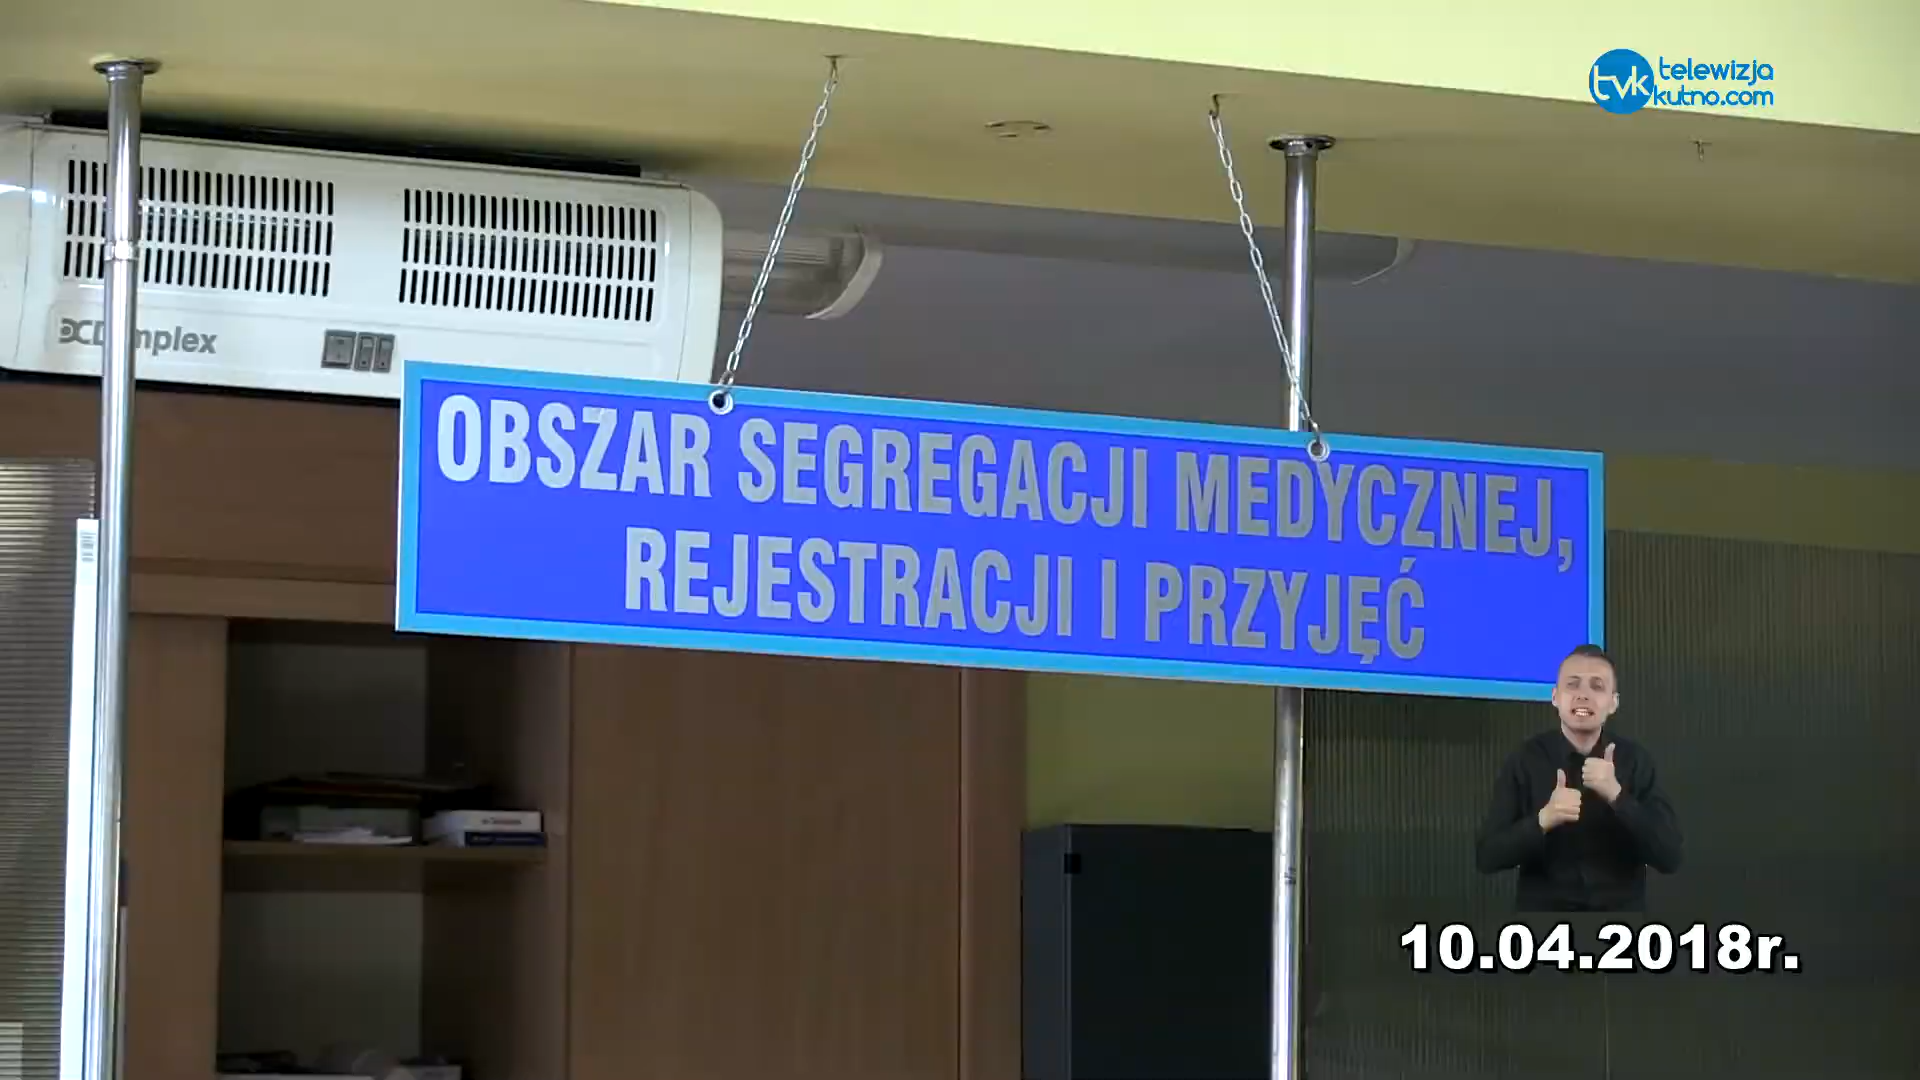 tvk telewizja
kutno.com
OBSZAR SEGREGACJI MEDYCZNEJ,
REJESTRACJI I PRZYJĘĆ
10.04.2018r.